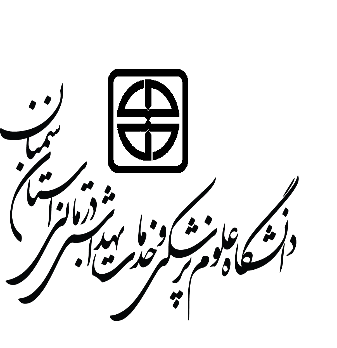 دانشگاه علوم پزشکی و خدمات بهداشتی درمانی استان سمنان